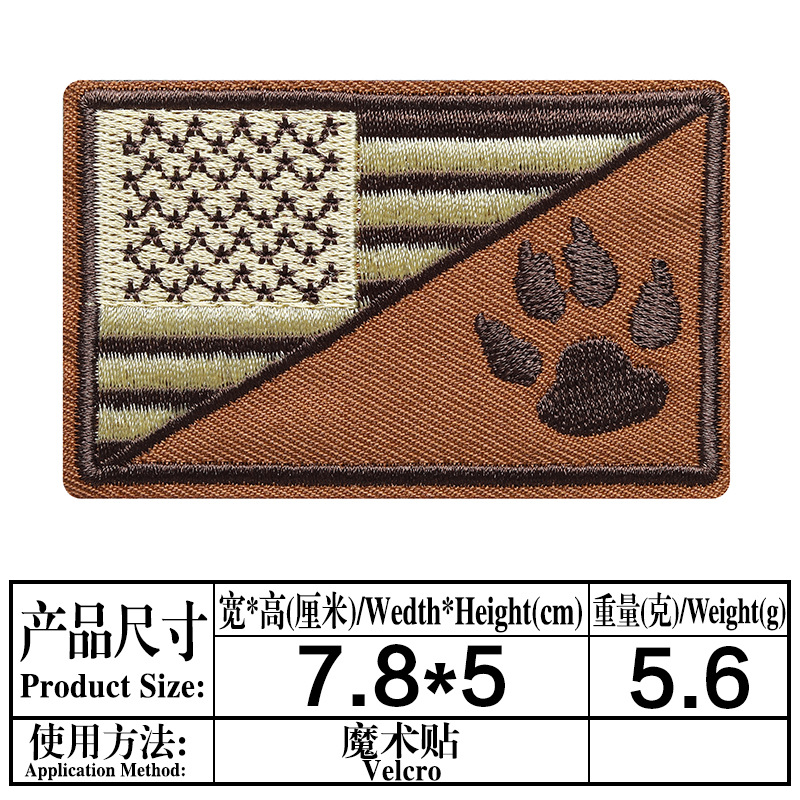 产品尺寸
Product Size:
宽*高(厘米)/Wedth*Height(cm)
重量(克)/Weight(g)
7.8*5
5.6
使用方法:
Application Method:
魔术贴
Velcro